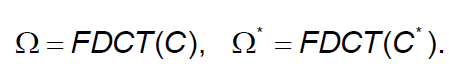 Ω = FDCT(C), Ω* = FDCT(C*).